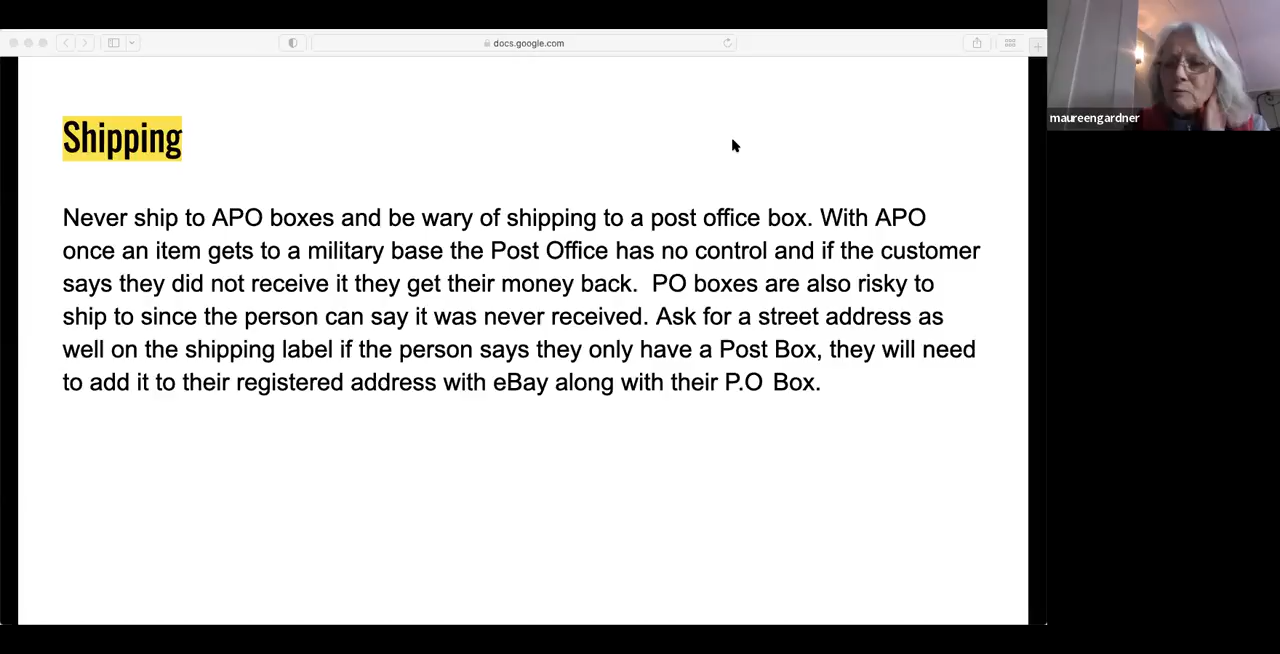 docs.google.com
maureengardner
Shipping
Never ship to APO boxes and be wary of shipping to a post office box. With APO
once an item gets to a military base the Post Office has no control and if the customer
says they did not receive it they get their money back.  PO boxes are also risky to
ship to since the person can say it was never received. Ask for a street address as
well on the shipping label if the person says they only have a Post Box, they will need
to add it to their registered address with eBay along with their P.O Box.